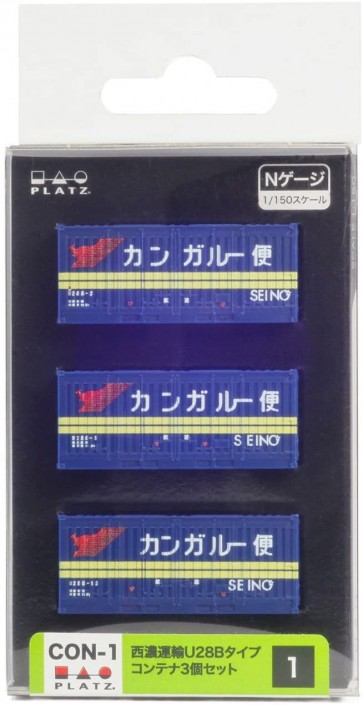 PLATZ
Nゲージ
1/150スケール
カンガルー便
SEINO
カンガルー便
SEINO
カンガルー便
SEINO
CON-1
PLATZ
西濃運輸U28Bタイプ
コンテナ3個セット
1